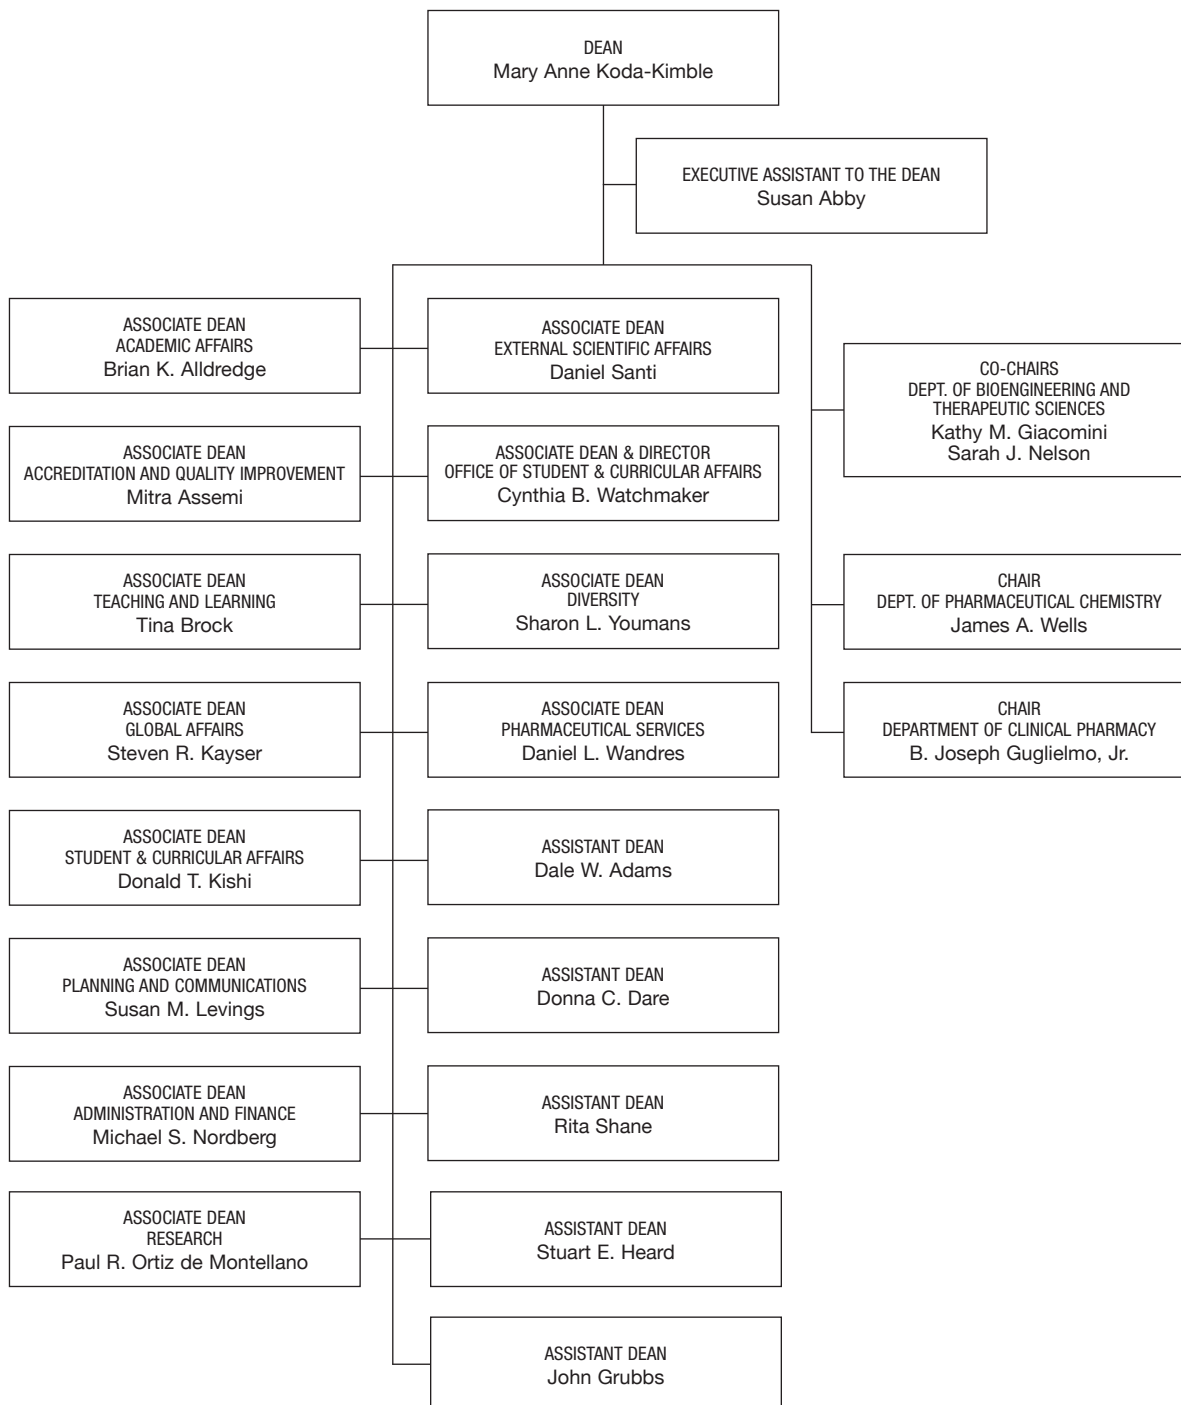 DEAN
Mary Anne Koda-Kimble
EXECUTIVE ASSISTANT TO THE DEAN
Susan Abby
ASSOCIATE DEAN
ACADEMIC AFFAIRS
Brian K. Alldredge
ASSOCIATE DEAN
EXTERNAL SCIENTIFIC AFFAIRS
Daniel Santi
ASSOCIATE DEAN
ACCREDITATION AND QUALITY IMPROVEMENT
Mitra Assemi
ASSOCIATE DEAN & DIRECTOR
OFFICE OF STUDENT & CURRICULAR AFFAIRS
Cynthia B. Watchmaker
ASSOCIATE DEAN
TEACHING AND LEARNING
Tina Brock
ASSOCIATE DEAN
DIVERSITY
Sharon L. Youmans
ASSOCIATE DEAN
GLOBAL AFFAIRS
Steven R. Kayser
ASSOCIATE DEAN
PHARMACEUTICAL SERVICES
Daniel L. Wandres
ASSOCIATE DEAN
STUDENT & CURRICULAR AFFAIRS
Donald T. Kishi
ASSISTANT DEAN
Dale W. Adams
ASSOCIATE DEAN
PLANNING AND COMMUNICATIONS
Susan M. Levings
ASSISTANT DEAN
Donna C. Dare
ASSOCIATE DEAN
ADMINISTRATION AND FINANCE
Michael S. Nordberg
ASSISTANT DEAN
Rita Shane
ASSOCIATE DEAN
RESEARCH
Paul R. Ortiz de Montellano
ASSISTANT DEAN
Stuart E. Heard
ASSISTANT DEAN
John Grubbs
CO-CHAIRS
DEPT. OF BIOENGINEERING AND
THERAPEUTIC SCIENCES
Kathy M. Giacomini
Sarah J. Nelson
CHAIR
DEPT. OF PHARMACEUTICAL CHEMISTRY
James A. Wells
CHAIR
DEPARTMENT OF CLINICAL PHARMACY
B. Joseph Guglielmo, Jr.